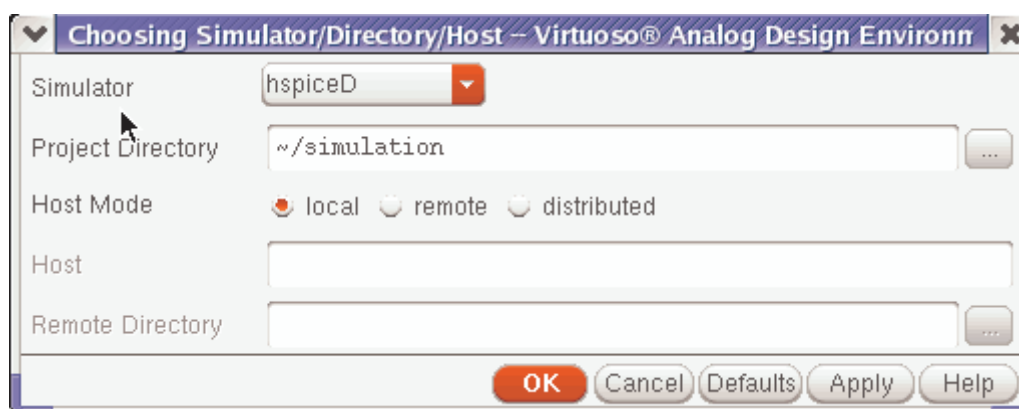 Choosing Simulator/Directory/Host -- Virtuoso® Analog Design Environm
Simulator hspiceD
Project Directory ~/simulation ...
Host Mode local remote distributed
Host
Remote Directory ...
OK Cancel Defaults Apply Help